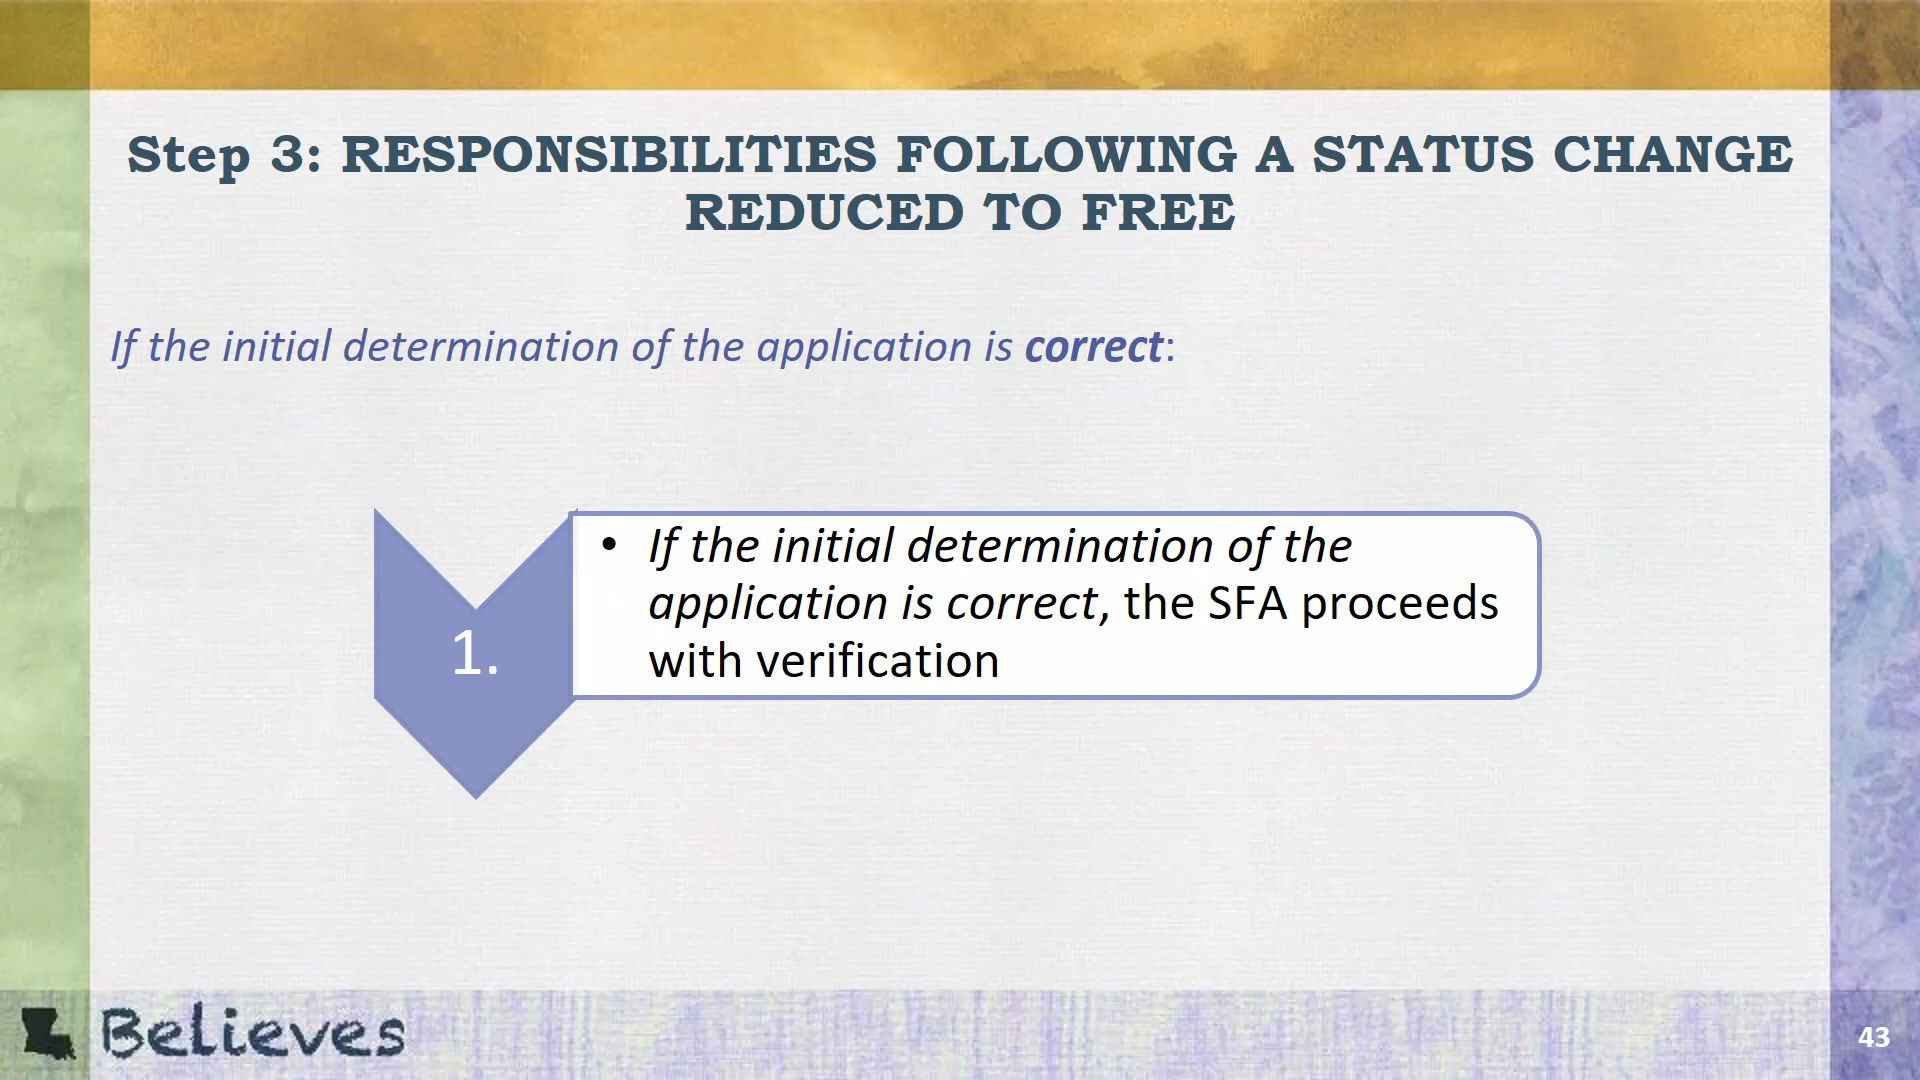 Step 3: RESPONSIBILITIES FOLLOWING A STATUS CHANGE
REDUCED TO FREE
If the initial determination of the application is correct:
1.
• If the initial determination of the
application is correct, the SFA proceeds
with verification
Believes
43